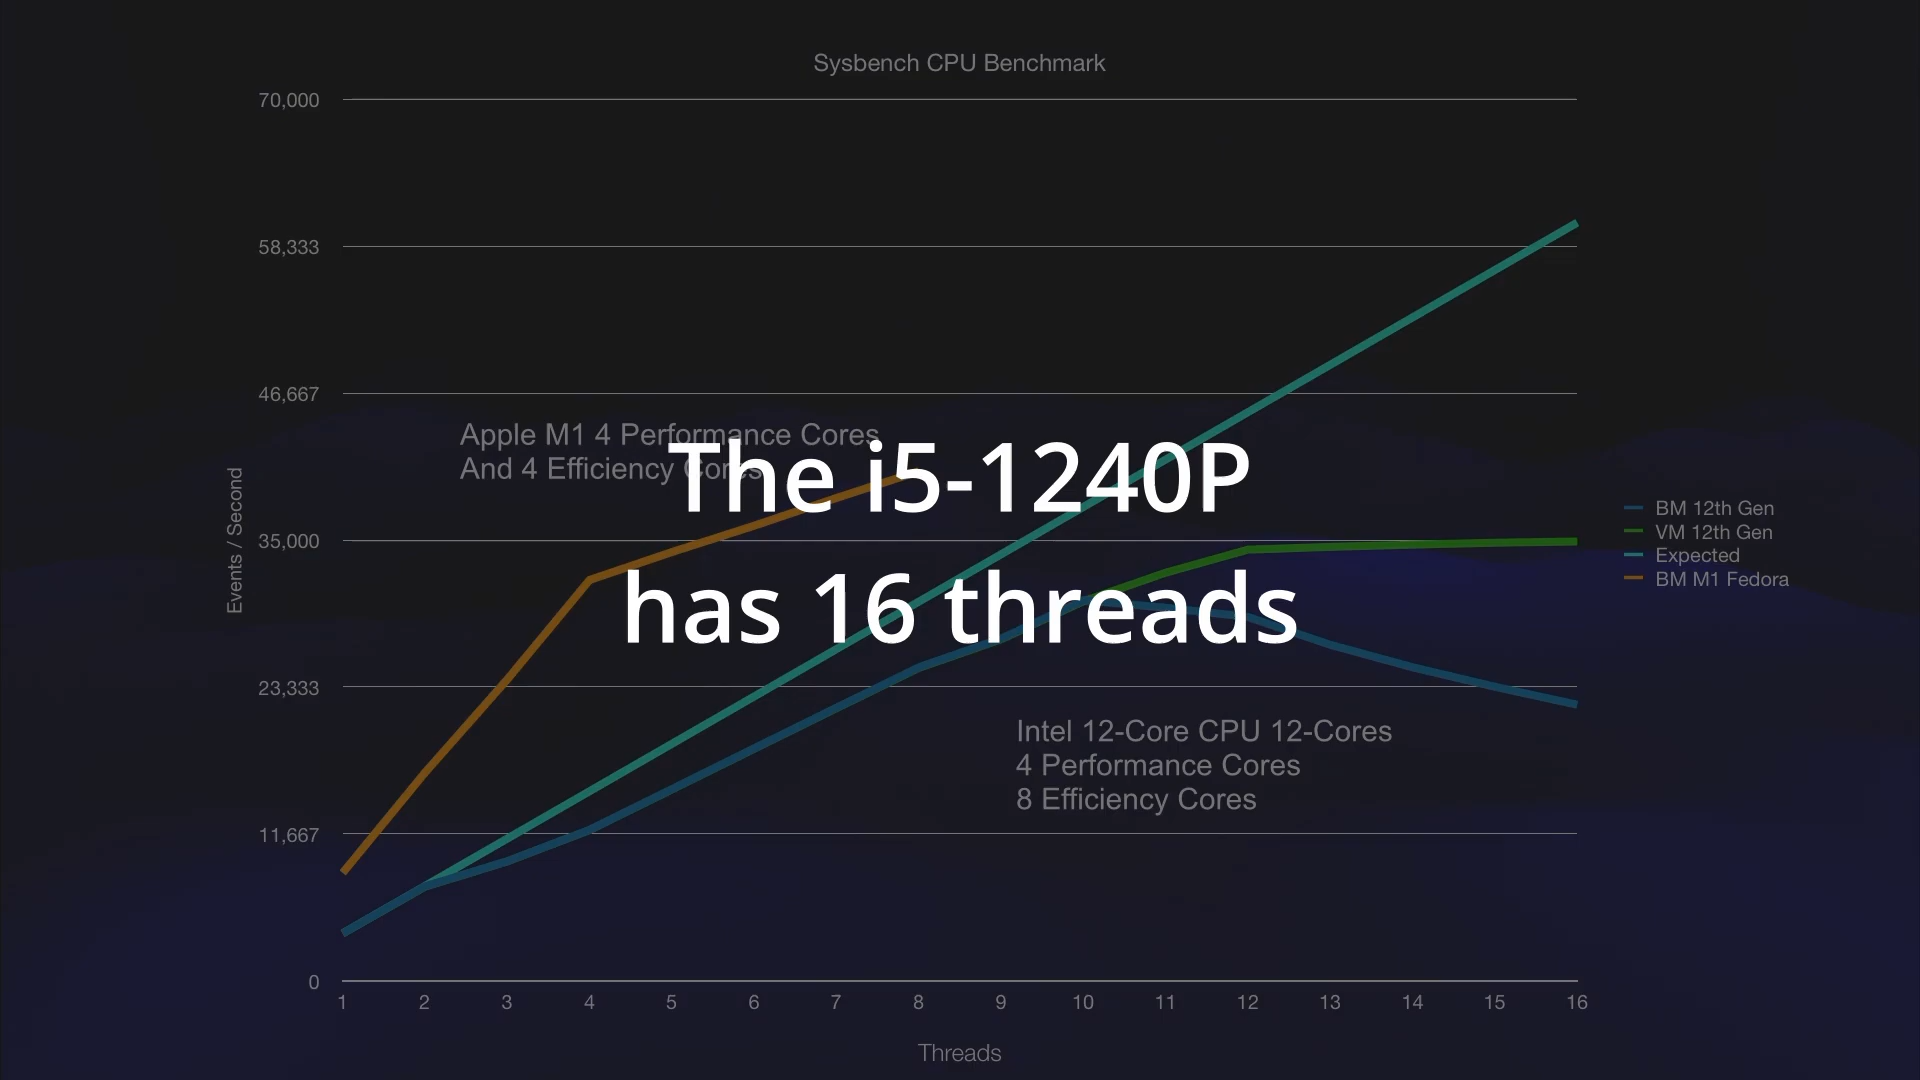 Sysbench CPU Benchmark
70,000
58,333
46,667
35,000
23,333
11,667
0
Events / Second
Apple M1 4 Performance Cores
And 4 Efficiency Cores
The i5-1240P
has 16 threads
Intel 12-Core CPU 12-Cores
4 Performance Cores
8 Efficiency Cores
BM 12th Gen
VM 12th Gen
Expected
BM M1 Fedora
1 2 3 4 5 6 7 8 9 10 11 12 13 14 15 16
Threads